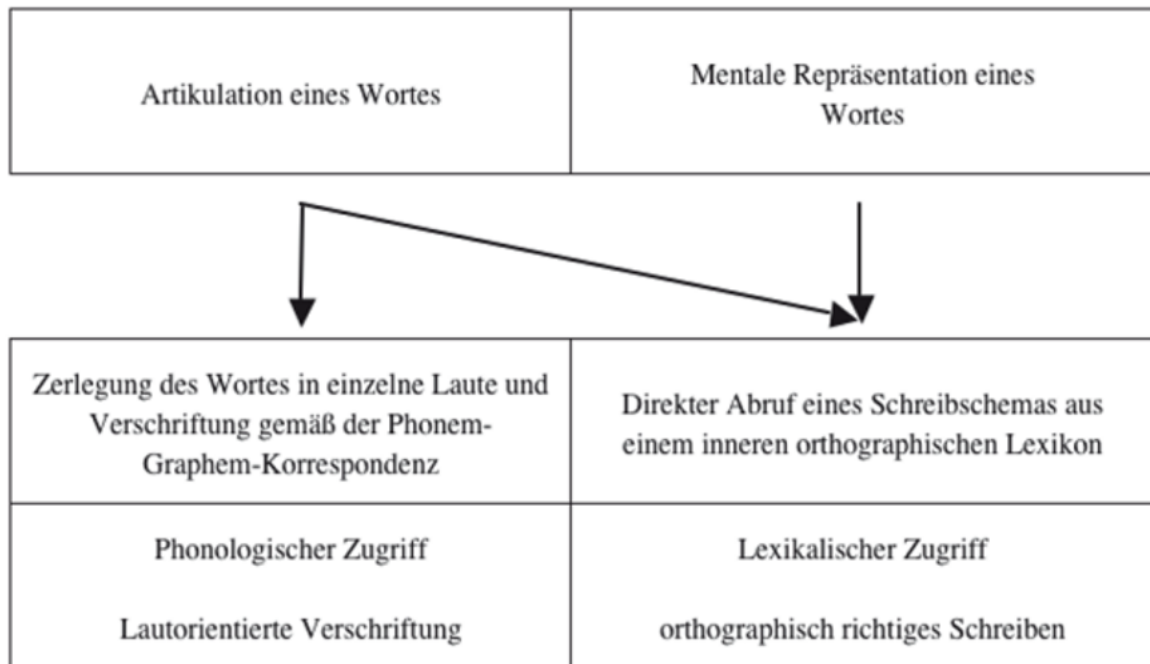 Artikulation eines Wortes
Mentale Repräsentation eines
Wortes
Zerlegung des Wortes in einzelne Laute und
Verschriftung gemäß der Phonem-
Graphem-Korrespondenz
Direkter Abruf eines Schreibschemas aus
einem inneren orthographischen Lexikon
Phonologischer Zugriff
Lautorientierte Verschriftung
Lexikalischer Zugriff
orthographisch richtiges Schreiben